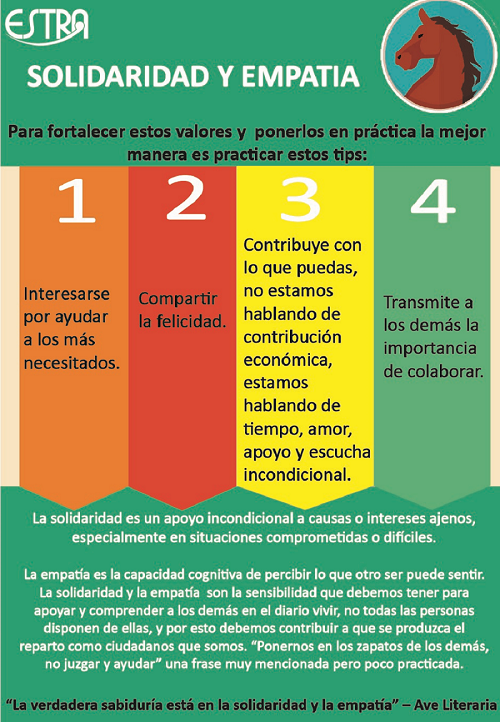 ESTRA
SOLIDARIDAD Y EMPATIA
Para fortalecer estos valores y ponerlos en práctica la mejor
manera es practicar estos tips:
1
Interesarse
por ayudar
a los más
necesitados.
2
Compartir
la felicidad.
3
Contribuye con
lo que puedas,
no estamos
hablando de
contribución
económica,
estamos
hablando de
tiempo, amor,
apoyo y escucha
incondicional.
4
Transmite a
los demás la
importancia
de colaborar.
La solidaridad es un apoyo incondicional a causas o intereses ajenos,
especialmente en situaciones comprometidas o difíciles.
La empatía es la capacidad cognitiva de percibir lo que otro ser puede sentir.
La solidaridad y la empatía son la sensibilidad que debemos tener para
apoyar y comprender a los demás en el diario vivir, no todas las personas
disponen de ellas, y por esto debemos contribuir a que se produzca el
reparto como ciudadanos que somos. “Ponernos en los zapatos de los demás,
no juzgar y ayudar” una frase muy mencionada pero poco practicada.
“La verdadera sabiduría está en la solidaridad y la empatía” – Ave Literaria